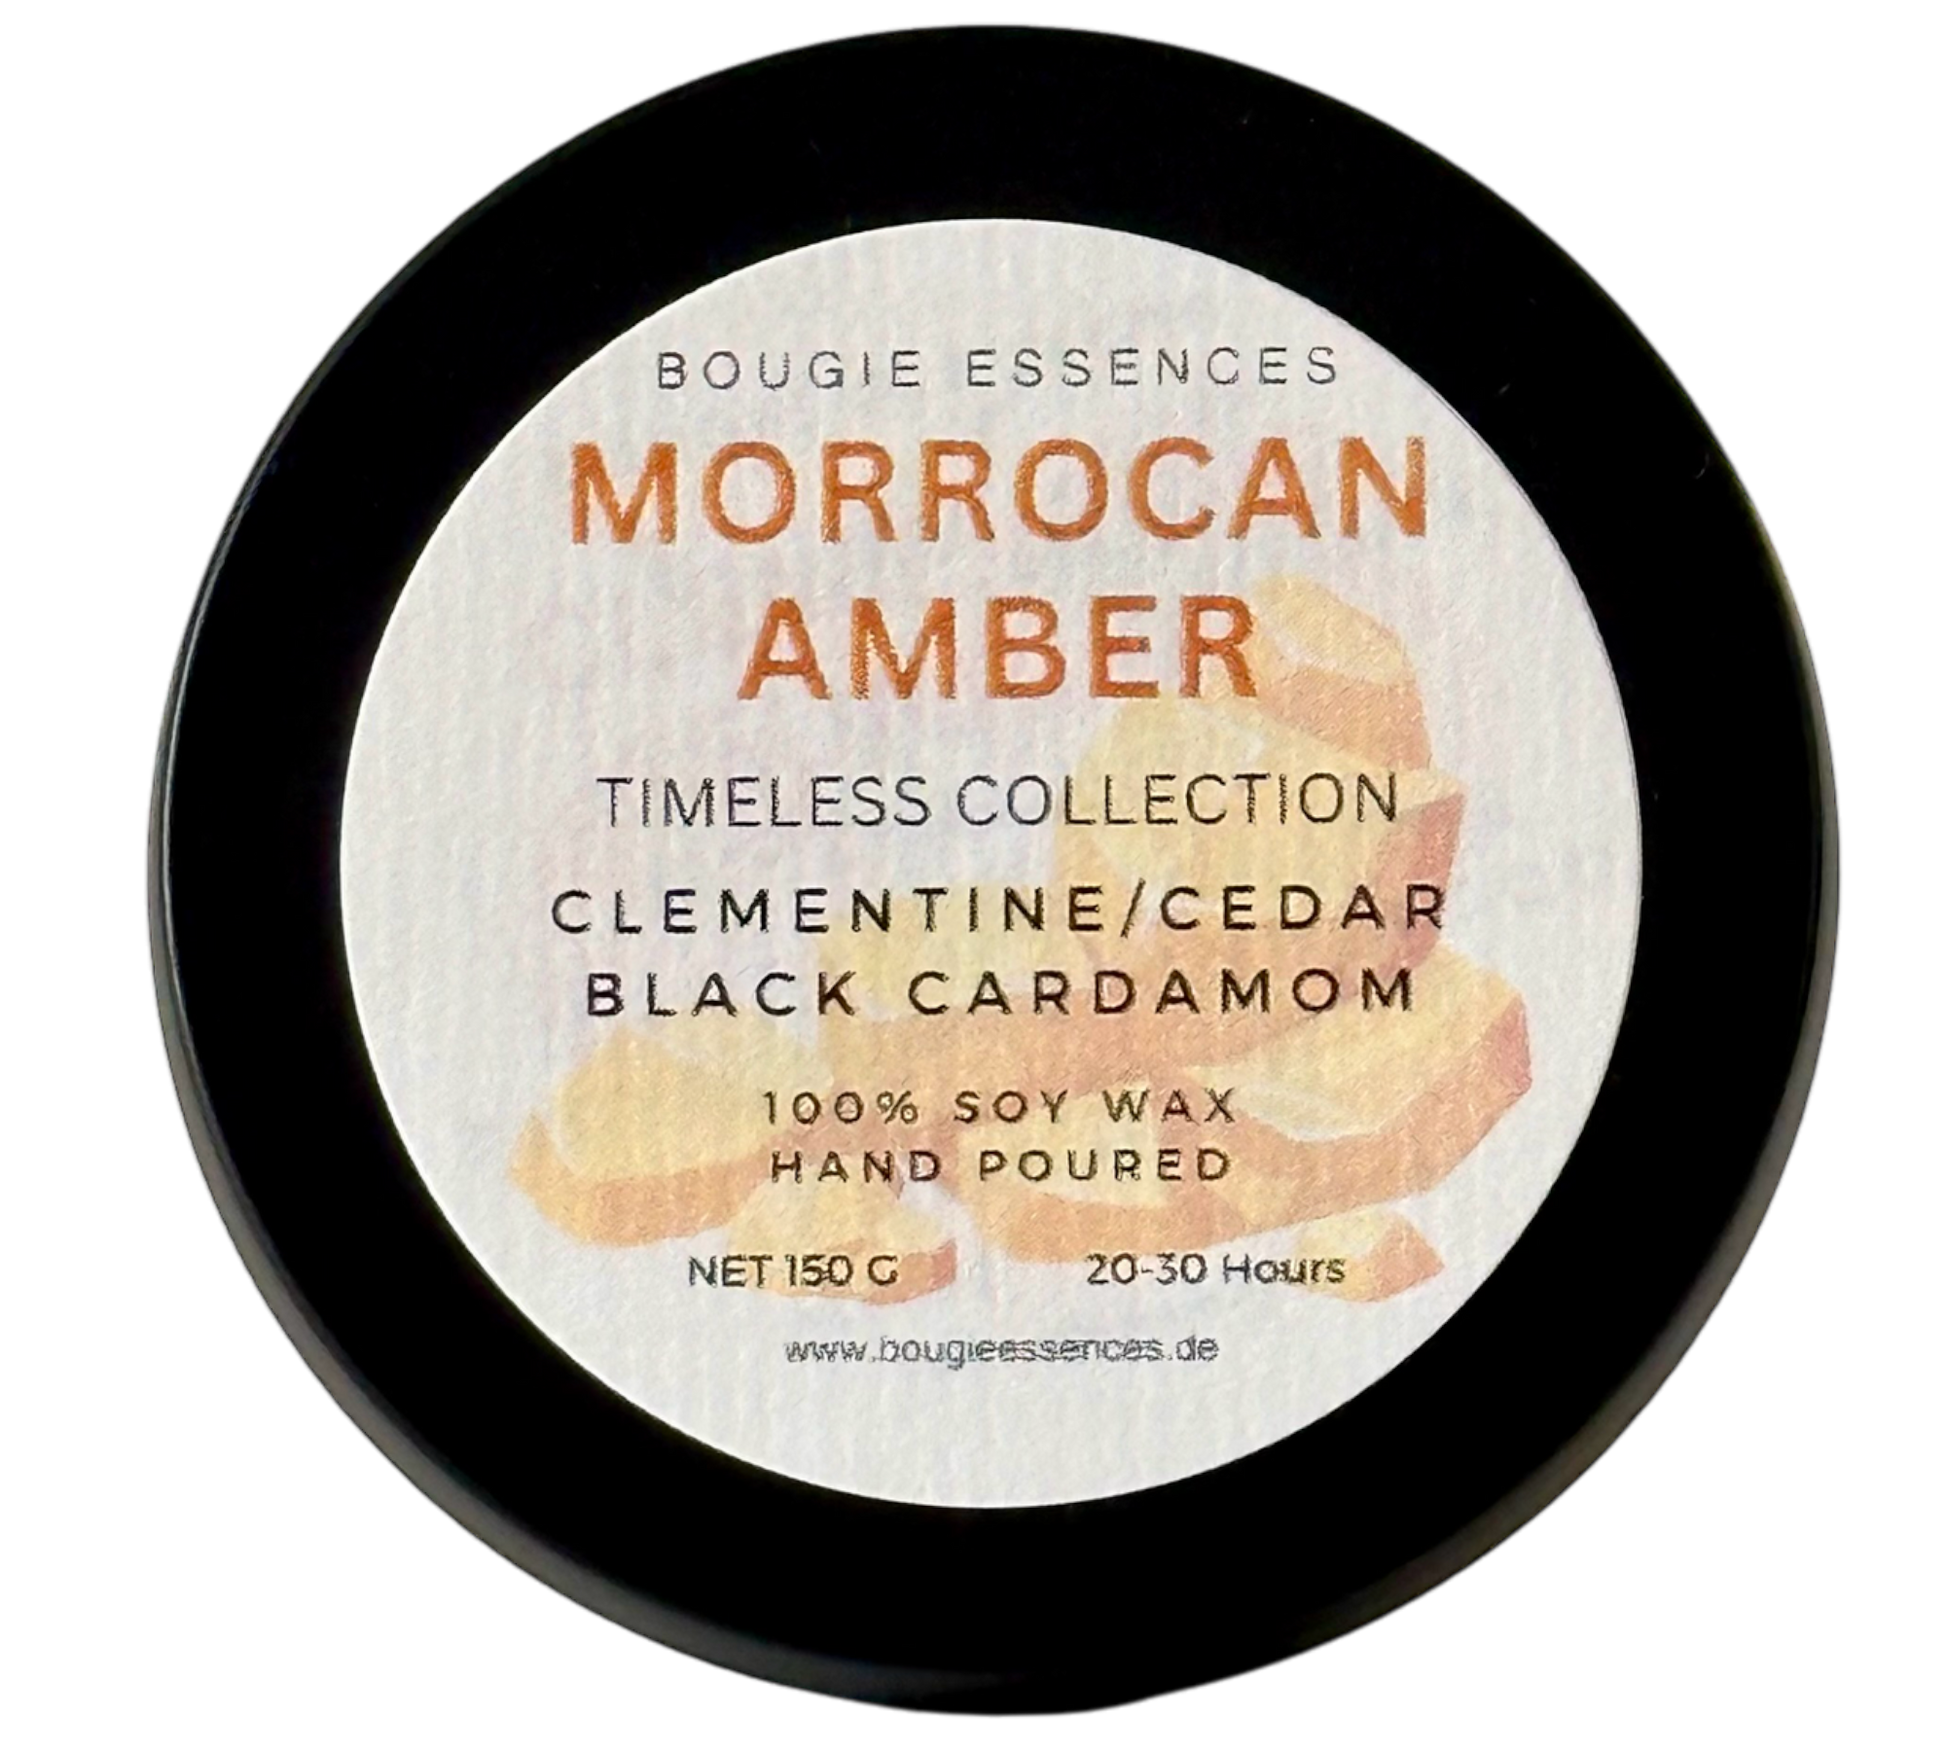 BOUGIE ESSENCES
MORROCAN
AMBER
TIMELESS COLLECTION
CLEMENTINE/CEDAR
BLACK CARDAMOM
100% SOY WAX
HAND POURED
NET 150 G 20-30 Hours
www.bougieessences.de